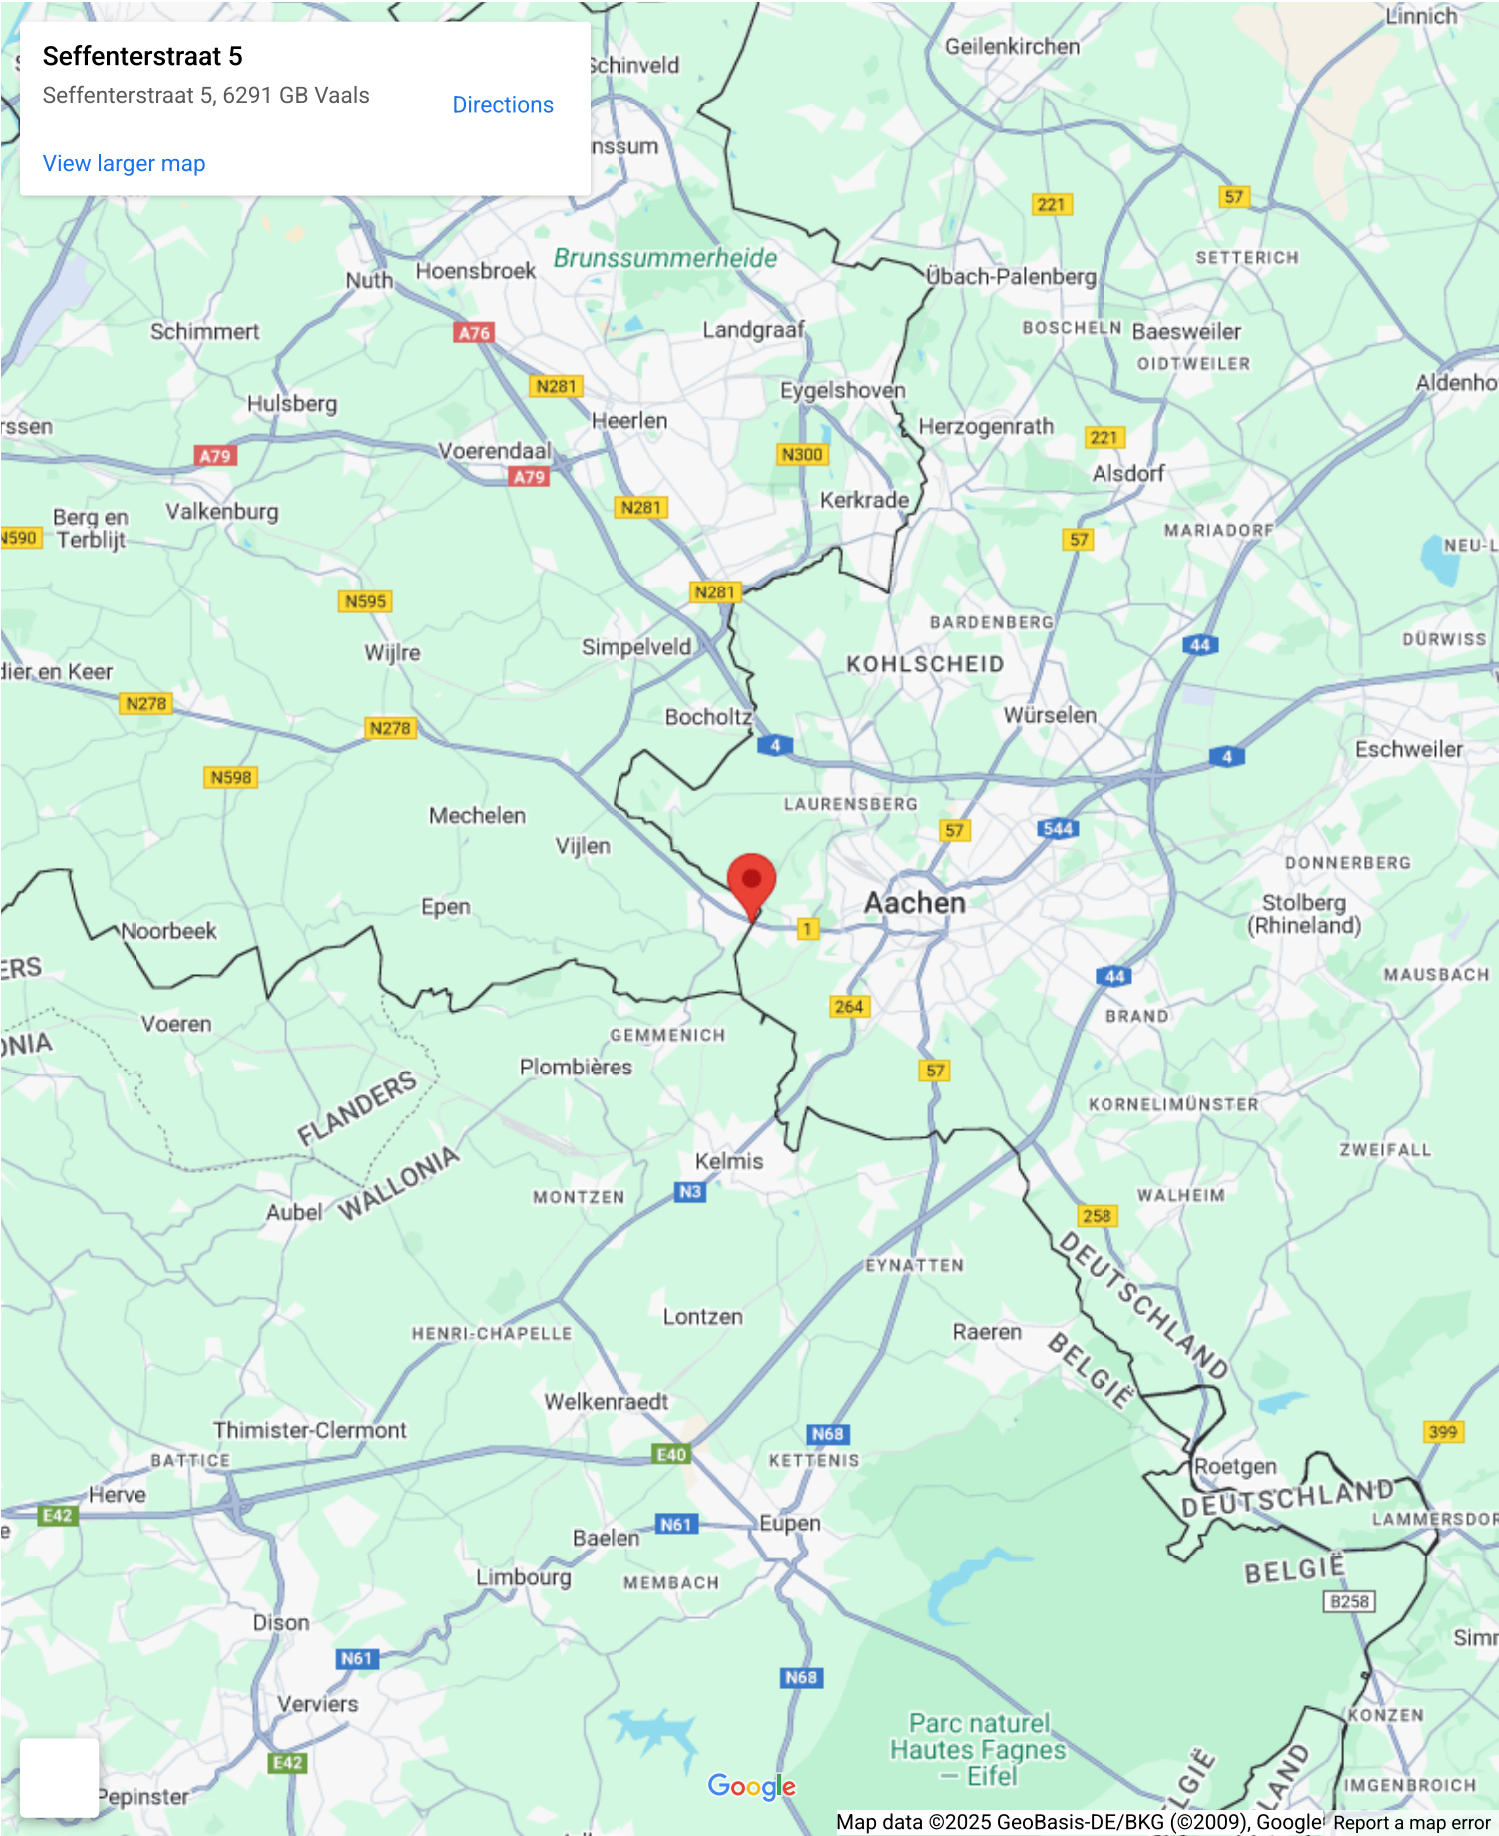 Seffenterstraat 5
Seffenterstraat 5, 6291 GB Vaals
Directions
View larger map
Linnich
Geilenkirchen
Schinveld
nssum
221
57
Brunssummerheide
SETTERICH
Hoensbroek
Nuth
Übach-Palenberg
Schimmert
A76
Landgraaf
BOSCHELN
Baesweiler
OIDTWEILER
N281
Eygelshoven
Aldenho
Hulsberg
Heerlen
Herzogenrath
rssen
221
A79
Voerendaal
N300
A79
Alsdorf
Kerkrade
Valkenburg
N281
Berg en
Terblijt
N590
57
MARIADORF
NEU-L
N281
N595
BARDENBERG
Simpelveld
44
DÜRWISS
Wijlre
KOHLSCHEID
dier en Keer
N278
Bocholtz
Würselen
N278
4
4
Eschweiler
N598
LAURENSBERG
Mechelen
57
544
Vijlen
DONNERBERG
Aachen
Stolberg
(Rhineland)
Epen
Noorbeek
1
ERS
44
MAUSBACH
264
BRAND
Voeren
GEMMENICH
ONIA
Plombières
57
FLANDERS
KORNELIMÜNSTER
ZWEIFALL
Kelmis
WALLONIA
N3
MONTZEN
WALHEIM
Aubel
258
EYNATTEN
DEUTSCHLAND
Lontzen
HENRI-CHAPELLE
Raeren
BELGIË
Welkenraedt
Thimister-Clermont
N68
399
E40
BATTICE
KETTENIS
Roetgen
Herve
DEUTSCHLAND
E42
N61
Eupen
LAMMERSDOR
e
Baelen
BELGIË
Limbourg
MEMBACH
B258
Dison
Simm
N61
N68
Verviers
KONZEN
Parc naturel
Hautes Fagnes
— Eifel
E42
LGIË
LAND
Google
IMGENBROICH
Pepinster
Map data ©2025 GeoBasis-DE/BKG (©2009), Google
Report a map error